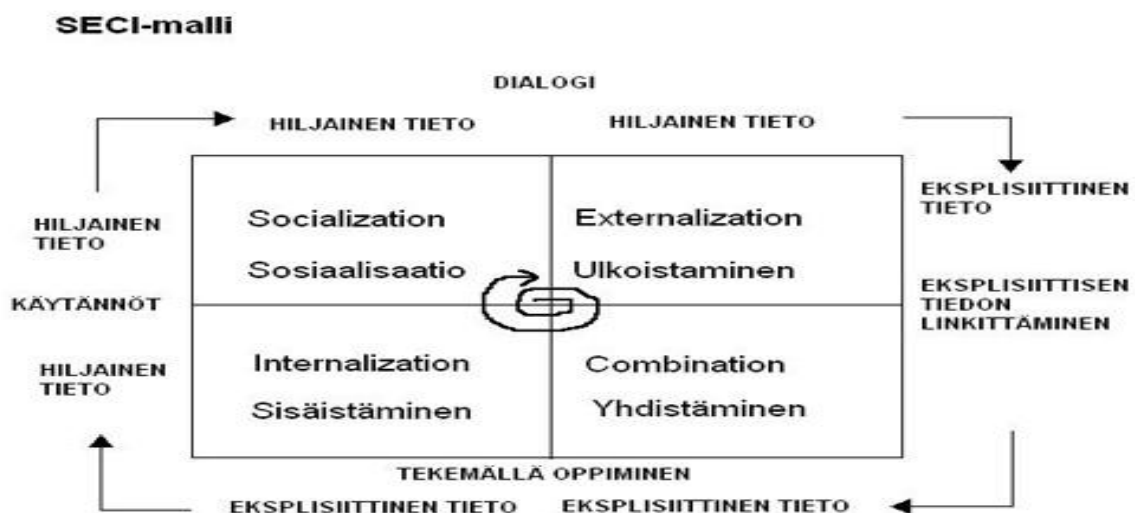 SECI-malli
DIALOGI
HILJAINEN TIETO
HILJAINEN TIETO
HILJAINEN
TIETO
Socialization
Sosiaalisaatio
Externalization
Ulkoistaminen
EKSPLISIITTINEN
TIETO
KÄYTÄNNÖT
EKSPLISIITTISEN
TIEDON
LINKITTÄMINEN
HILJAINEN
TIETO
Internalization
Sisäistäminen
Combination
Yhdistäminen
TEKEMÄLLÄ OPPIMINEN
EKSPLISIITTINEN TIETO
EKSPLISIITTINEN TIETO